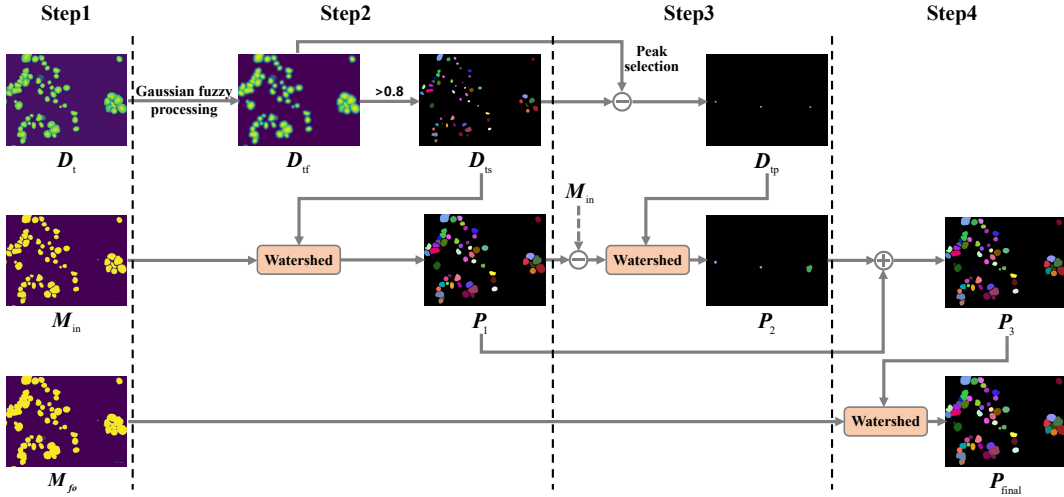 Step1 Step2 Step3 Step4
Gaussian fuzzy
processing
>0.8
Peak
selection
D_t D_tf D_ts D_tp
M_in
Watershed Watershed
M_in P_1 P_2 P_3
Watershed
M_fo P_final